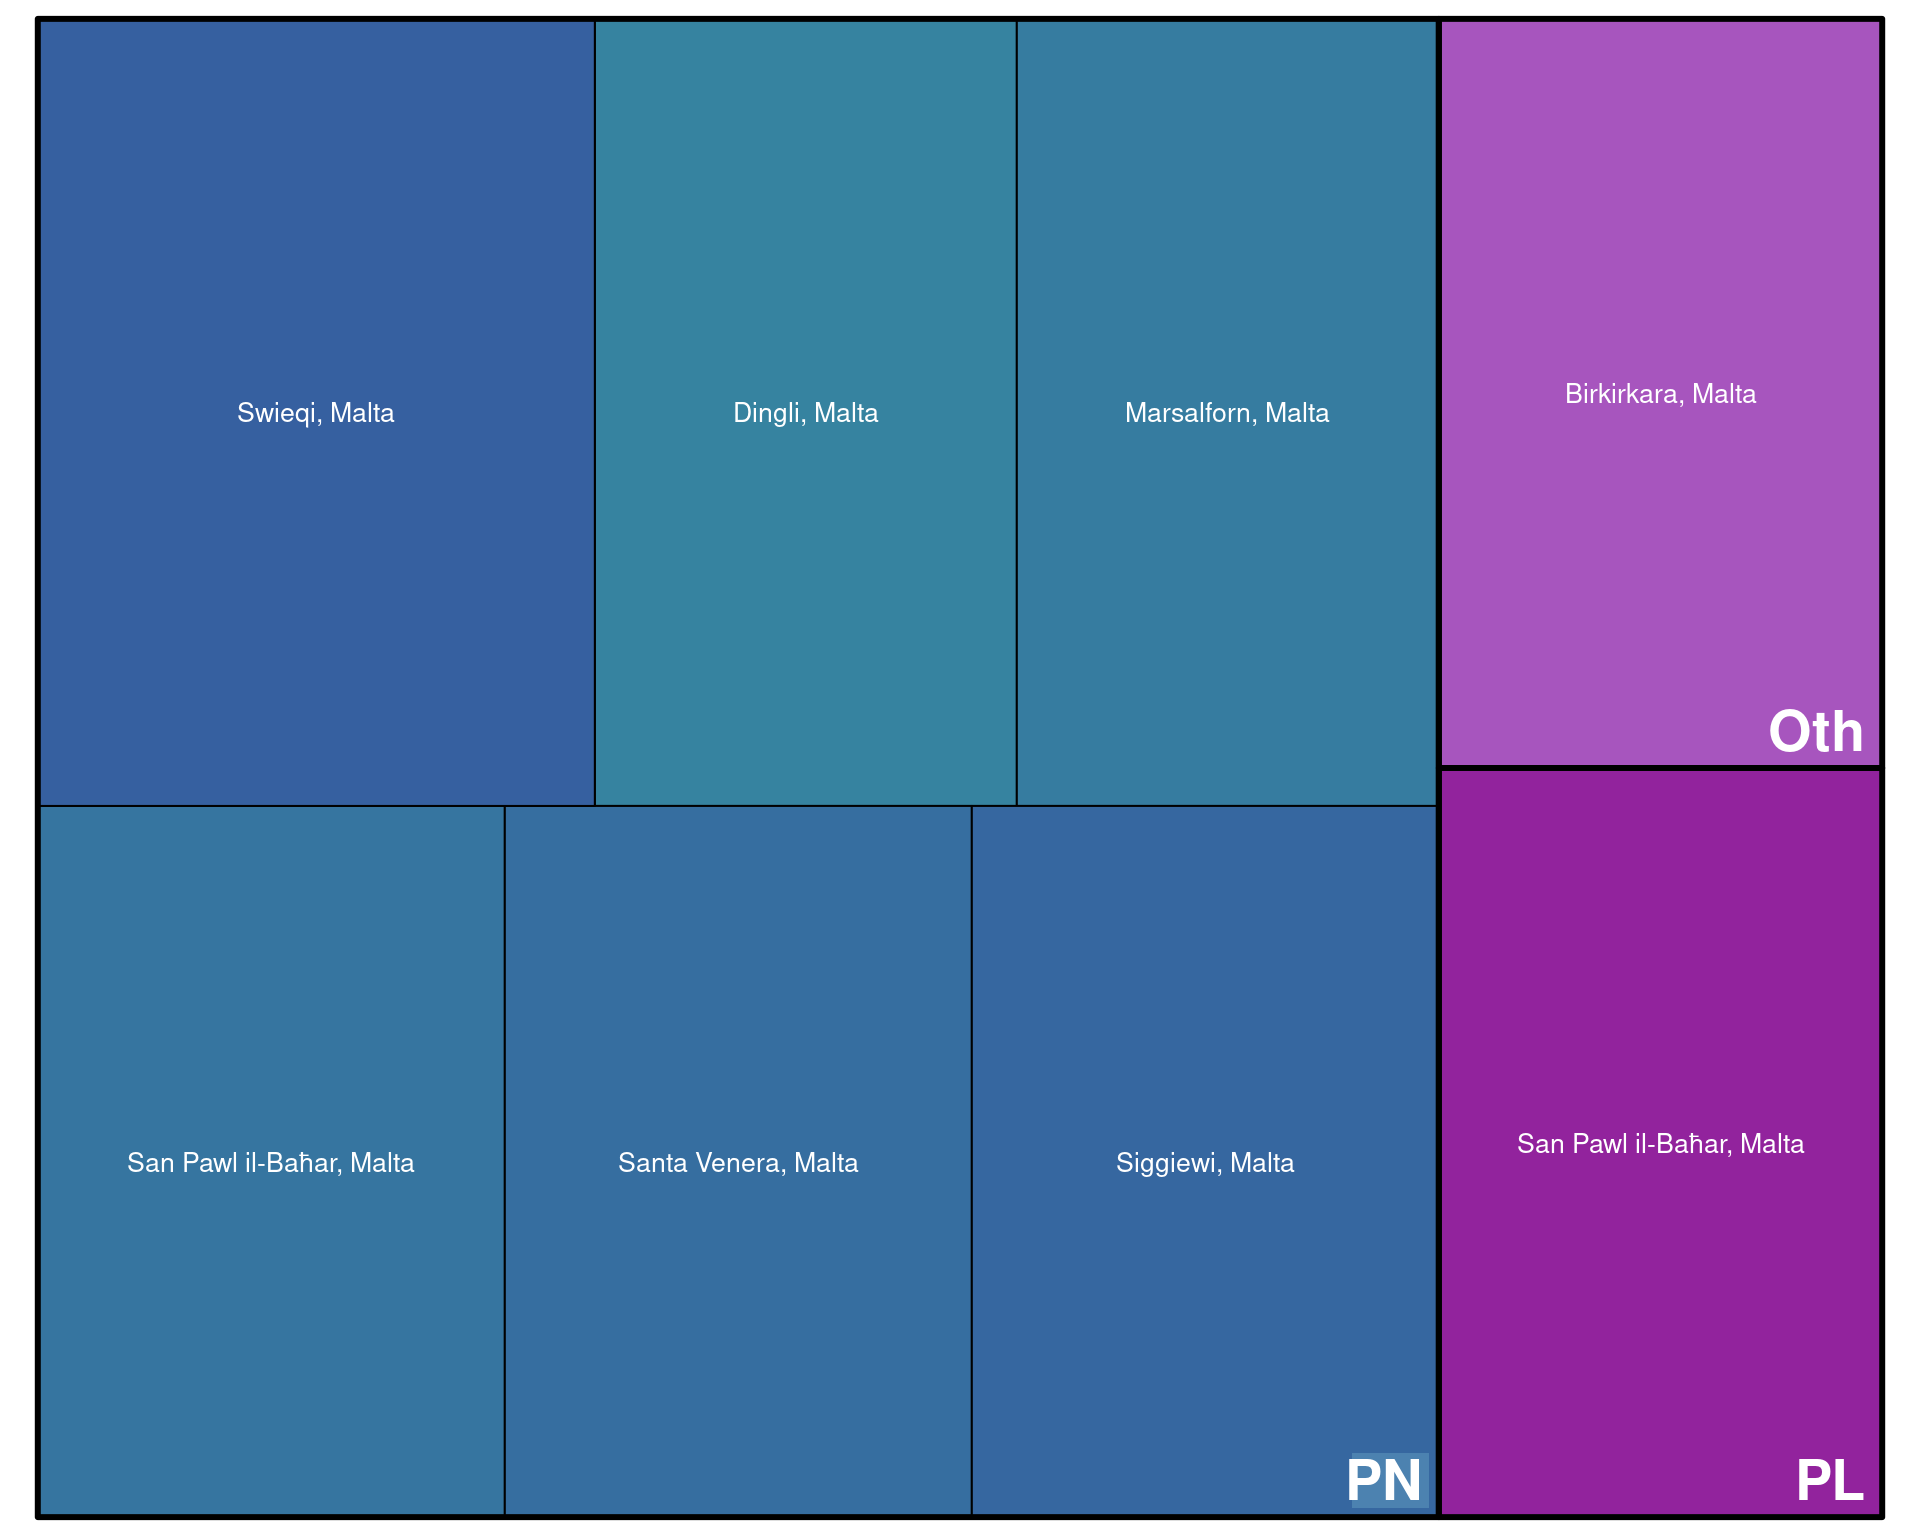 Swieqi, Malta
Dingli, Malta
Marsalforn, Malta
Birkirkara, Malta
Oth
San Pawl il-Baħar, Malta
Santa Venera, Malta
Siggiewi, Malta
PN
San Pawl il-Baħar, Malta
PL